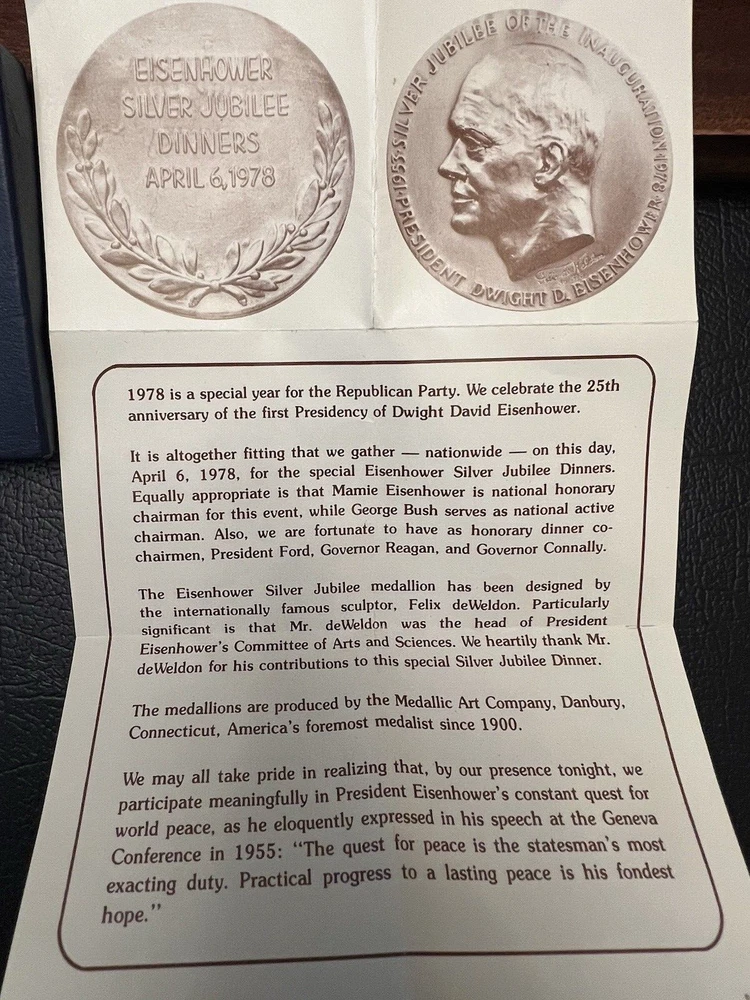 EISENHOWER
SILVER JUBILEE
DINNERS
APRIL 6, 1978
PRESIDENT DWIGHT D. EISENHOWER
1953·SILVER JUBILEE OF THE INAUGURATION·1978
1978 is a special year for the Republican Party. We celebrate the 25th
anniversary of the first Presidency of Dwight David Eisenhower.
It is altogether fitting that we gather — nationwide — on this day,
April 6, 1978, for the special Eisenhower Silver Jubilee Dinners.
Equally appropriate is that Mamie Eisenhower is national honorary
chairman for this event, while George Bush serves as national active
chairman. Also, we are fortunate to have as honorary dinner co-
chairmen, President Ford, Governor Reagan, and Governor Connally.
The Eisenhower Silver Jubilee medallion has been designed by
the internationally famous sculptor, Felix deWeldon. Particularly
significant is that Mr. deWeldon was the head of President
Eisenhower's Committee of Arts and Sciences. We heartily thank Mr.
deWeldon for his contributions to this special Silver Jubilee Dinner.
The medallions are produced by the Medallic Art Company, Danbury,
Connecticut, America's foremost medalist since 1900.
We may all take pride in realizing that, by our presence tonight, we
participate meaningfully in President Eisenhower's constant quest for
world peace, as he eloquently expressed in his speech at the Geneva
Conference in 1955: "The quest for peace is the statesman's most
exacting duty. Practical progress to a lasting peace is his fondest
hope."